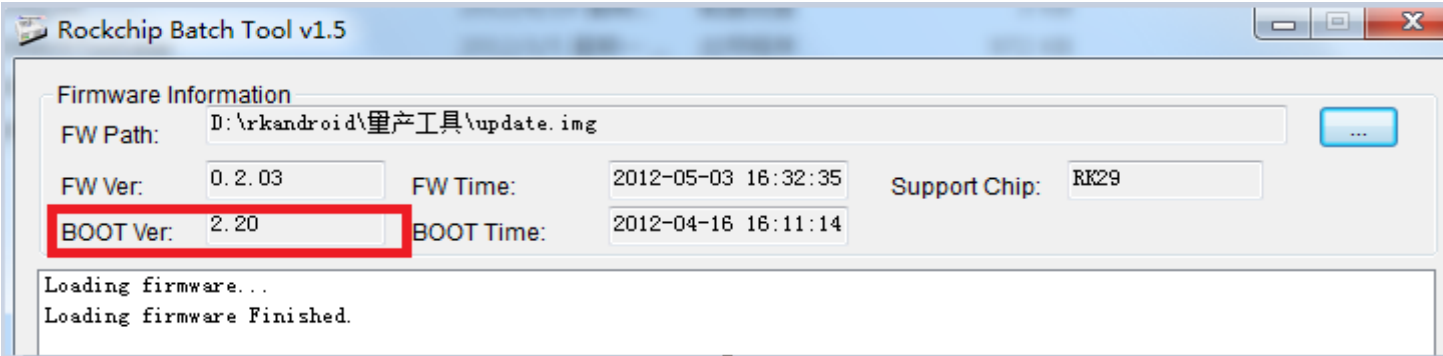 Rockchip Batch Tool v1.5
Firmware Information
FW Path: D:\rkandroid\量产工具\update.img ...
FW Ver: 0.2.03 FW Time: 2012-05-03 16:32:35 Support Chip: RK29
BOOT Ver: 2.20 BOOT Time: 2012-04-16 16:11:14
Loading firmware...
Loading firmware Finished.